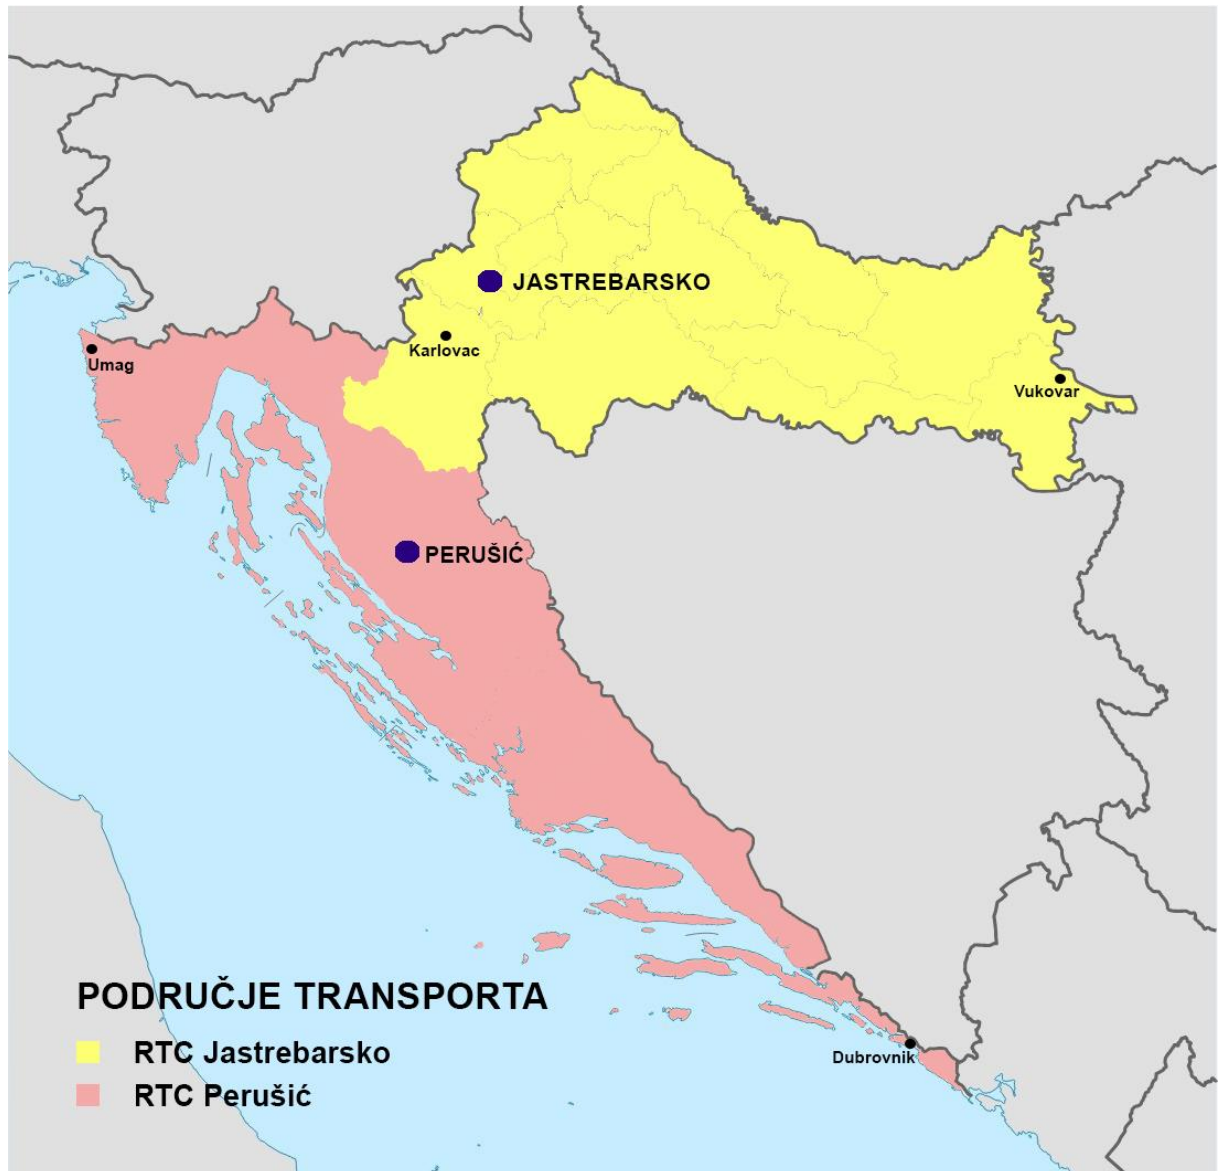 JASTREBARSKO
Karlovac
Umag
Vukovar
PERUŠIĆ
PODRUČJE TRANSPORTA
RTC Jastrebarsko
RTC Perušić
Dubrovnik